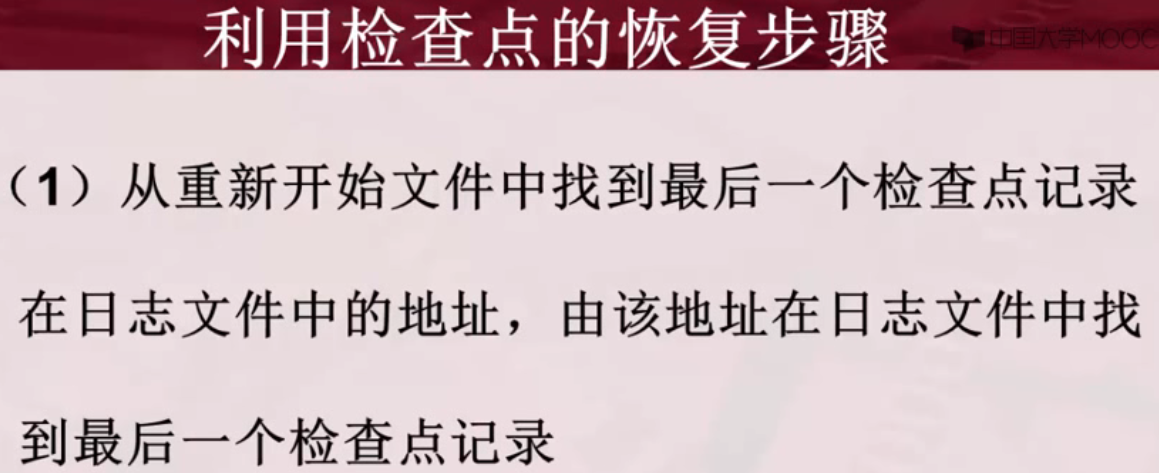 利用检查点的恢复步骤
中国大学MOOC
（1）从重新开始文件中找到最后一个检查点记录
在日志文件中的地址，由该地址在日志文件中找
到最后一个检查点记录